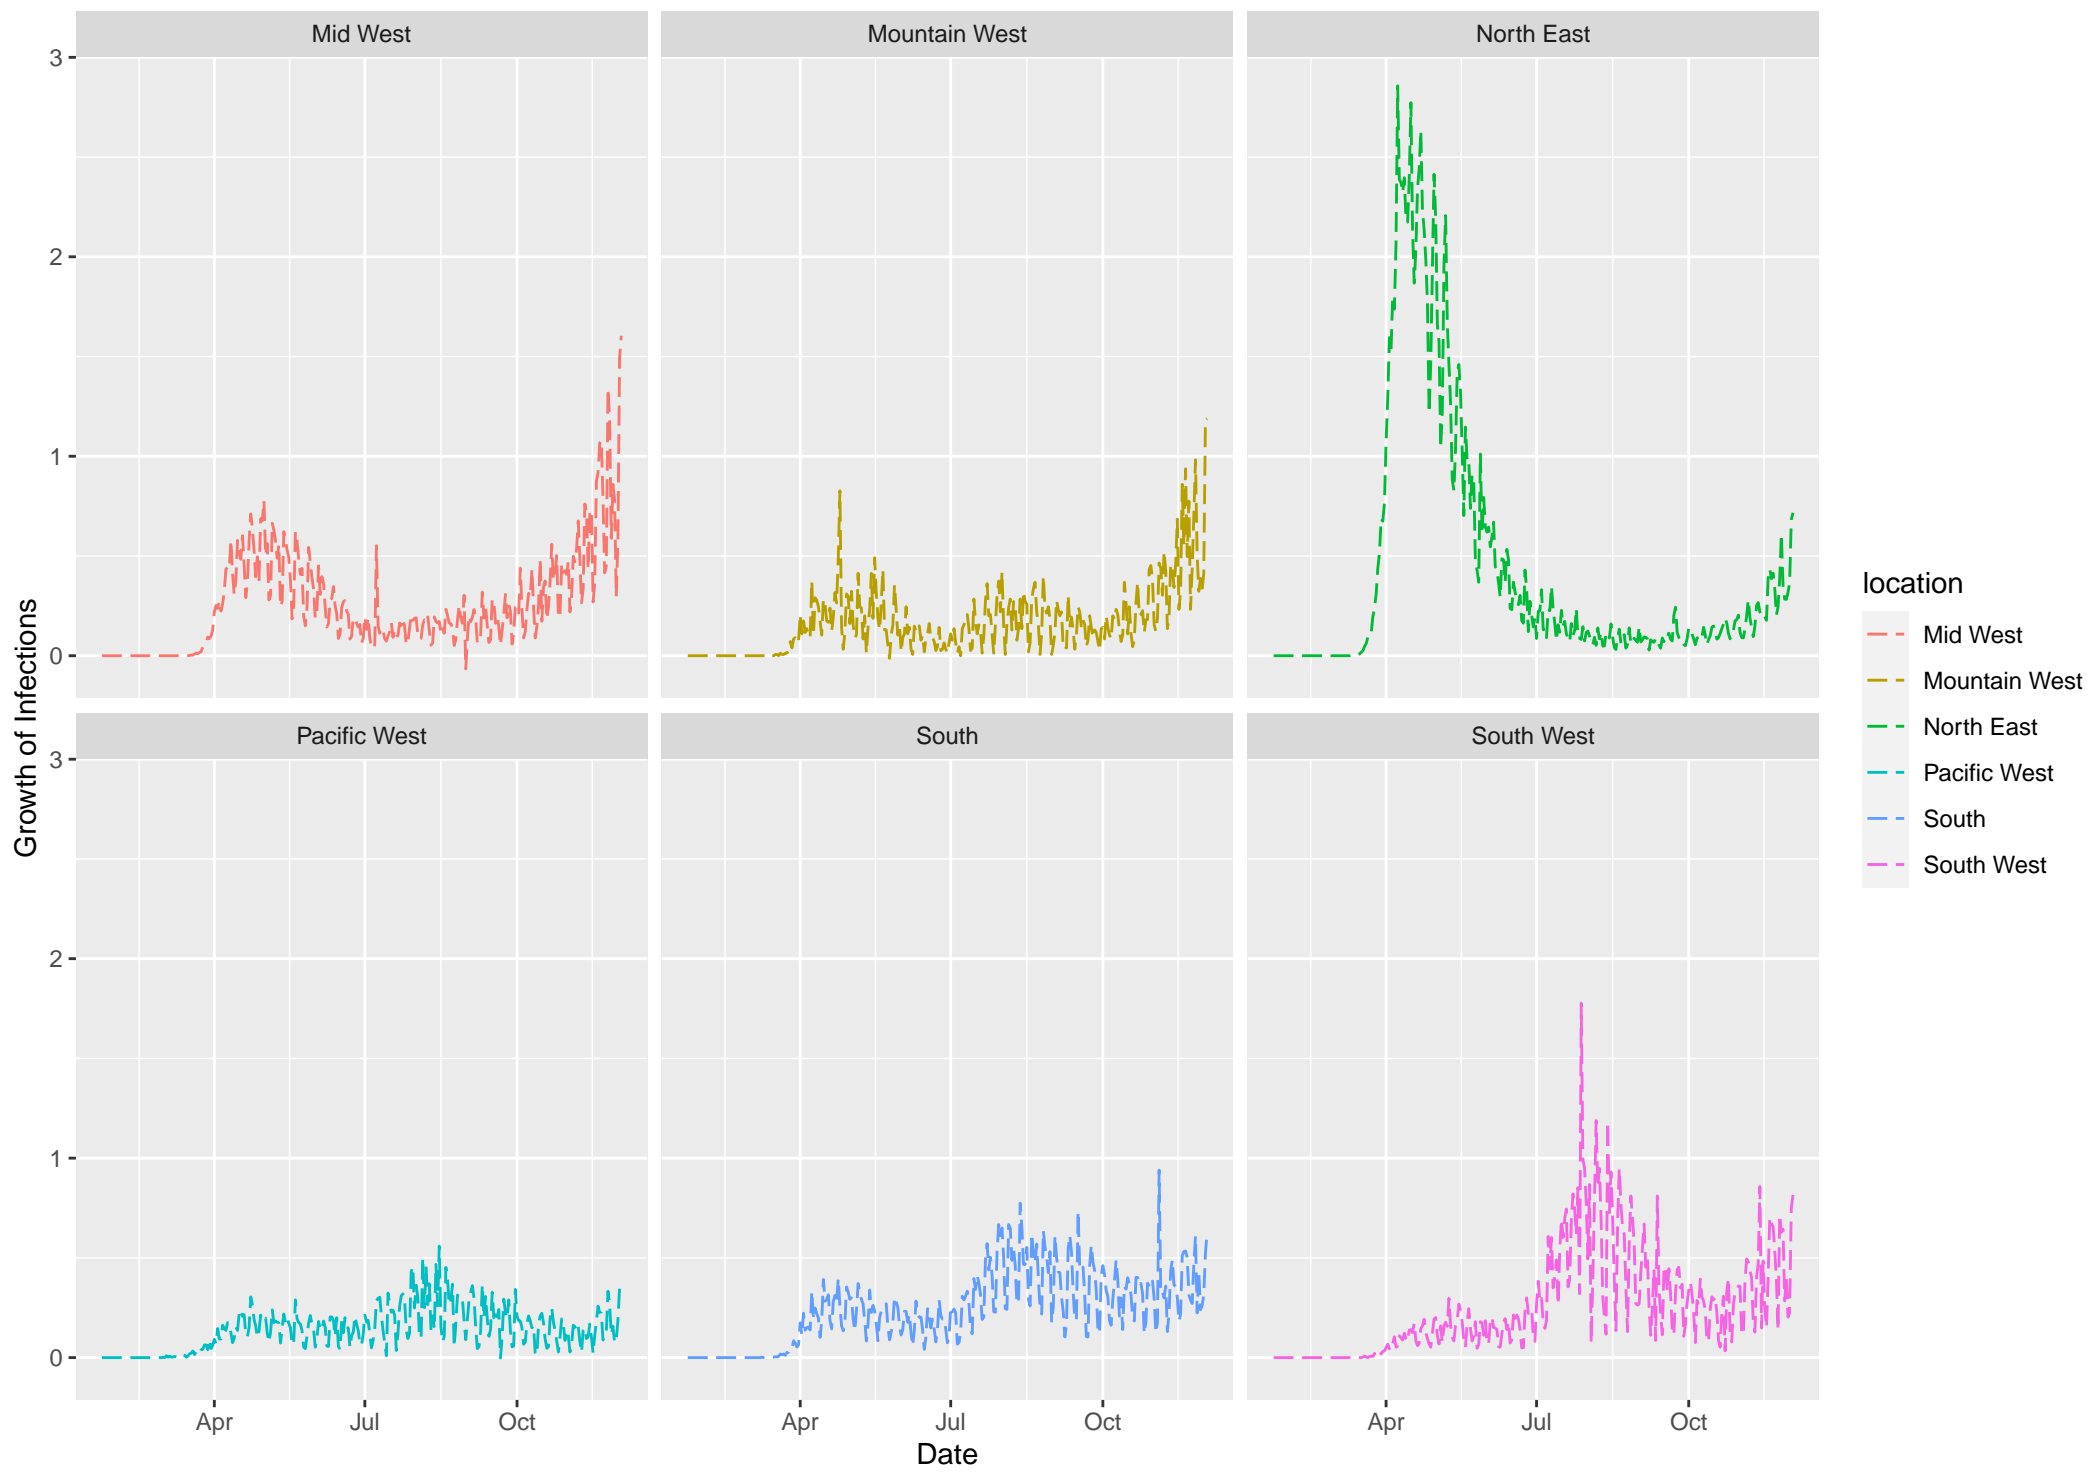 Mid West
Mountain West
North East
3
2
1
0
Pacific West
South
South West
3
2
1
0
Apr
Jul
Oct
Apr
Jul
Oct
Apr
Jul
Oct
Date
Growth of Infections
location
Mid West
Mountain West
North East
Pacific West
South
South West